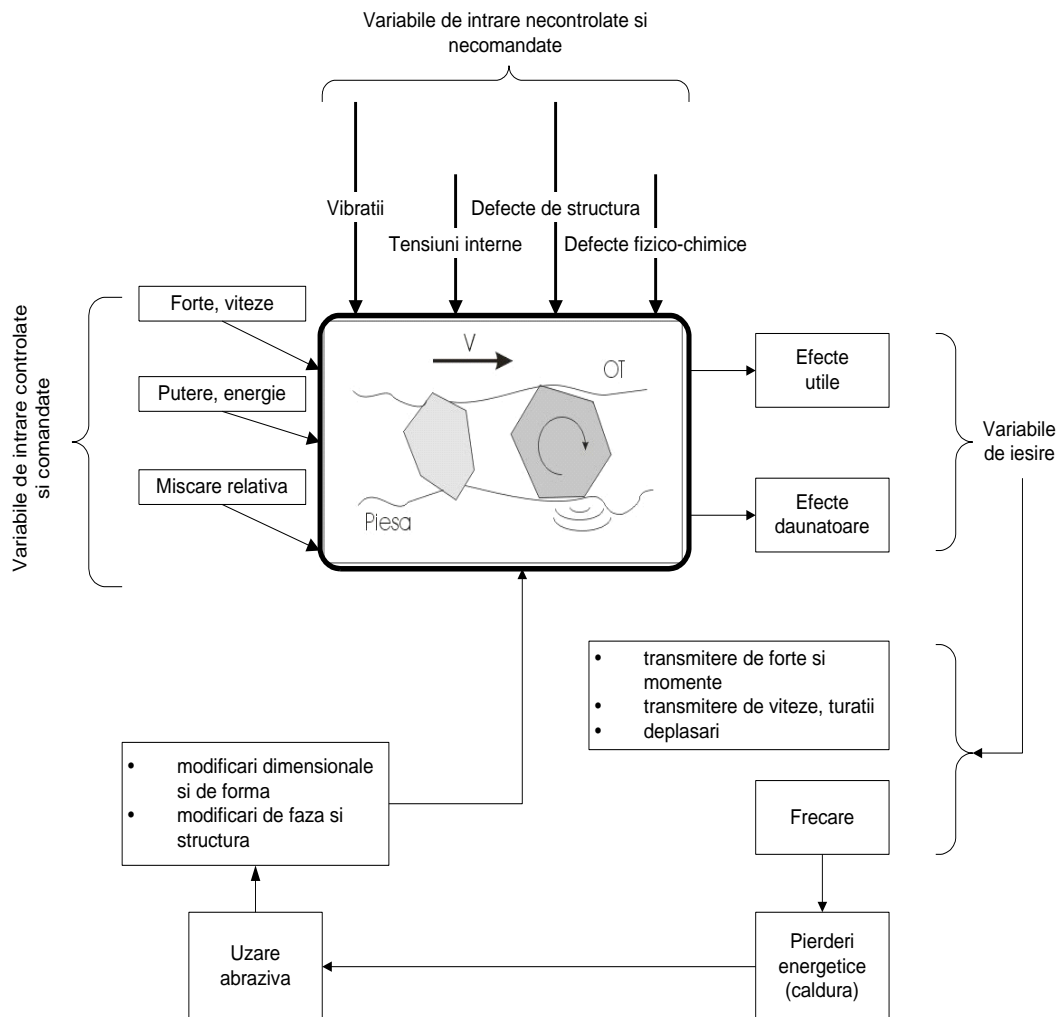 Variabile de intrare necontrolate si
necomandate
Vibratii
Defecte de structura
Tensiuni interne
Defecte fizico-chimice
Variabile de intrare controlate
si comandate
Forte, viteze
Putere, energie
Miscare relativa
V
OT
Piesa
Efecte
utile
Efecte
daunatoare
Variabile
de iesire
• transmitere de forte si
momente
• transmitere de viteze, turatii
• deplasari
• modificari dimensionale
si de forma
• modificari de faza si
structura
Frecare
Uzare
abraziva
Pierderi
energetice
(caldura)